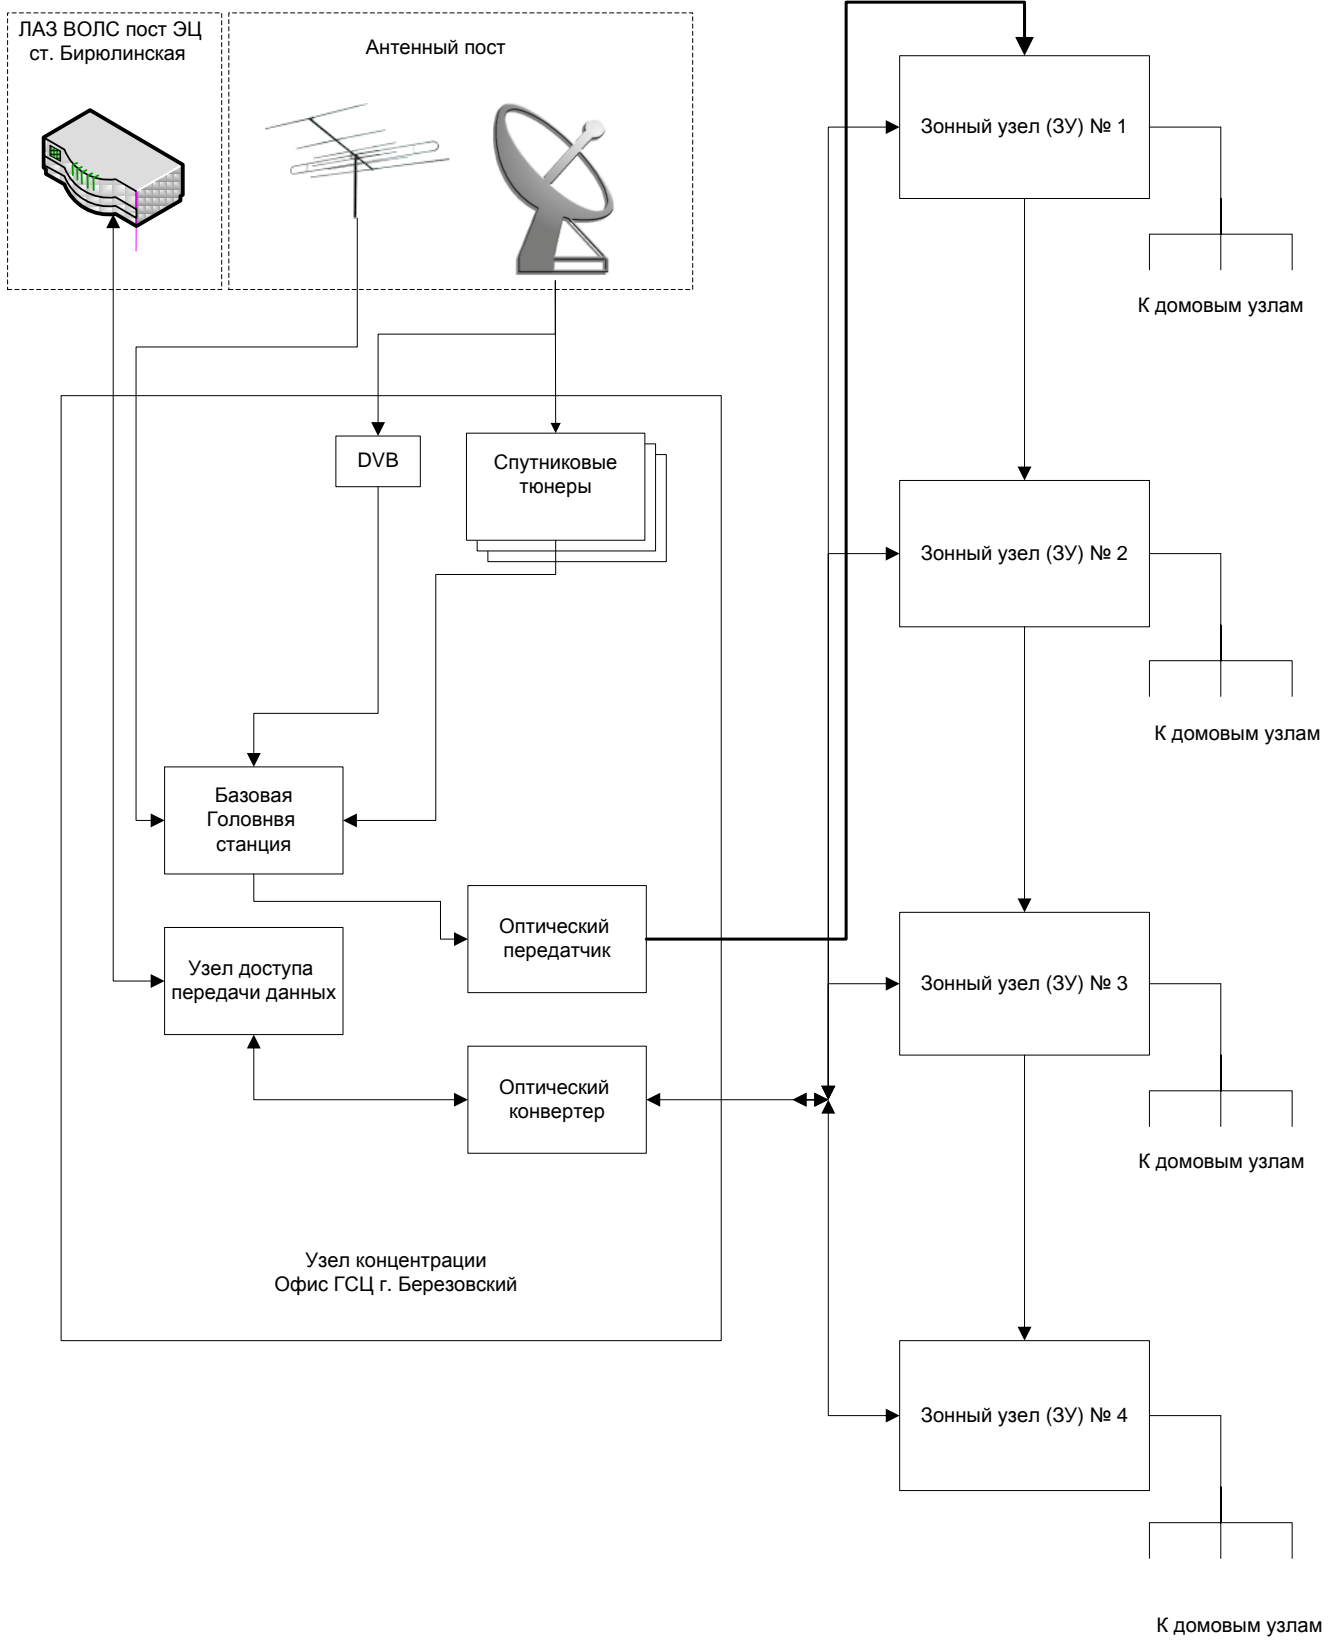 ЛАЗ ВОЛС пост ЭЦ
ст. Бирюлинская
Антенный пост
Зонный узел (ЗУ) № 1
К домовым узлам
DVB
Спутниковые
тюнеры
Зонный узел (ЗУ) № 2
К домовым узлам
Базовая
Головнвя
станция
Оптический
передатчик
Узел доступа
передачи данных
Зонный узел (ЗУ) № 3
Оптический
конвертер
К домовым узлам
Узел концентрации
Офис ГСЦ г. Березовский
Зонный узел (ЗУ) № 4
К домовым узлам